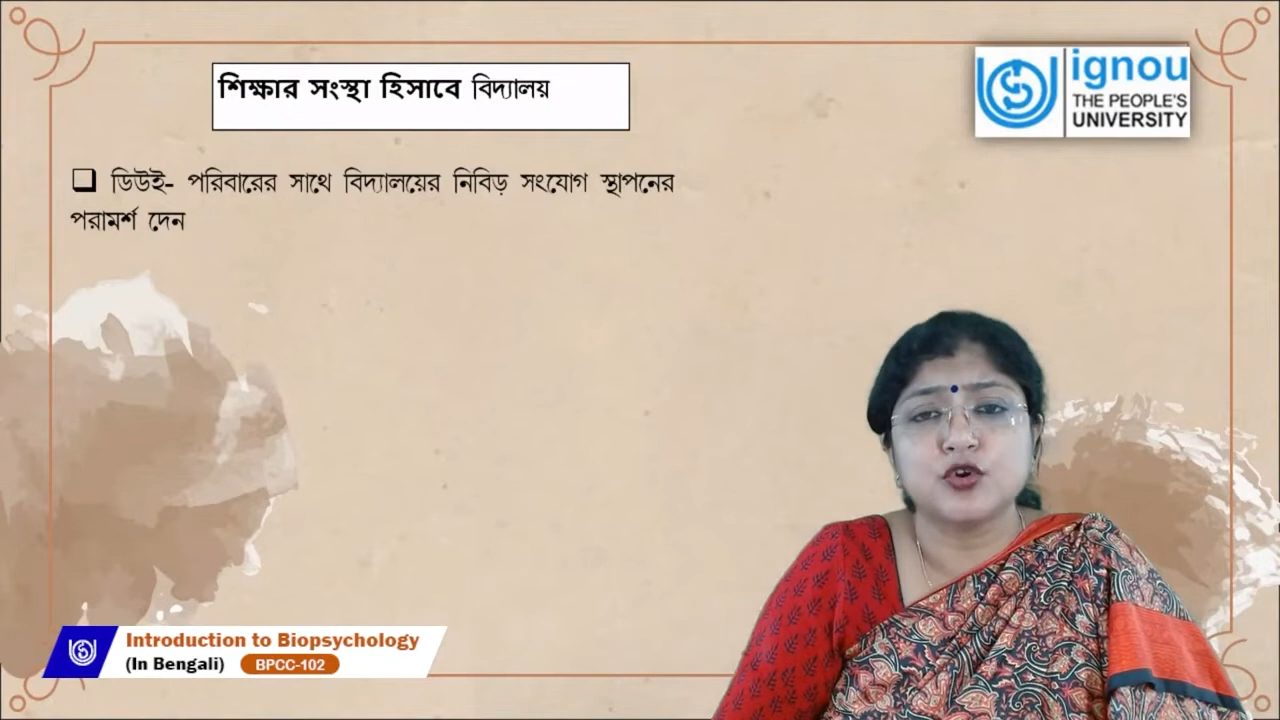 শিক্ষার সংস্থা হিসাবে বিদ্যালয়
ignou
THE PEOPLE'S
UNIVERSITY
❑ ডিউই- পরিবারের সাথে বিদ্যালয়ের নিবিড় সংযোগ স্থাপনের
পরামর্শ দেন
Introduction to Biopsychology
(In Bengali) BPCC-102